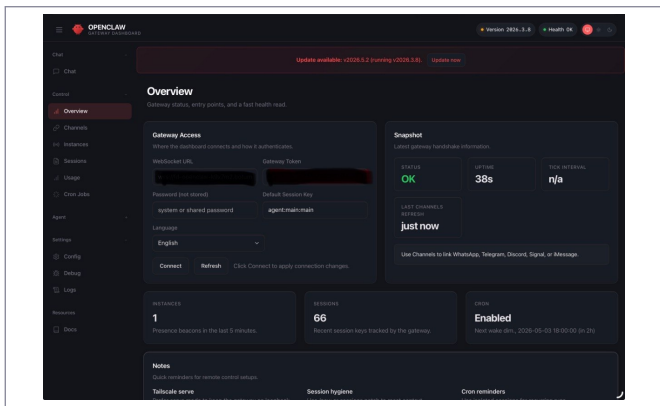 OPENCLAW
GATEWAY DASHBOARD
Version 2026.3.8
Health OK
Update available: v2026.5.2 (running v2026.3.8).
Update now
Chat
Chat
Control
Overview
Channels
Instances
Sessions
Usage
Cron Jobs
Agent
Settings
Config
Debug
Logs
Resources
Docs
Overview
Gateway status, entry points, and a fast health read.
Gateway Access
Where the dashboard connects and how it authenticates.
WebSocket URL
Gateway Token
Password (not stored)
Default Session Key
system or shared password
agent:main:main
Language
English
Connect
Refresh
Click Connect to apply connection changes.
Snapshot
Latest gateway handshake information.
STATUS
OK
UPTIME
38s
TICK INTERVAL
n/a
LAST CHANNELS
REFRESH
just now
Use Channels to link WhatsApp, Telegram, Discord, Signal, or iMessage.
INSTANCES
1
Presence beacons in the last 5 minutes.
SESSIONS
66
Recent session keys tracked by the gateway.
CRON
Enabled
Next wake dim., 2026-05-03 18:00:00 (in 2h)
Notes
Quick reminders for remote control setups.
Tailscale serve
Session hygiene
Cron reminders